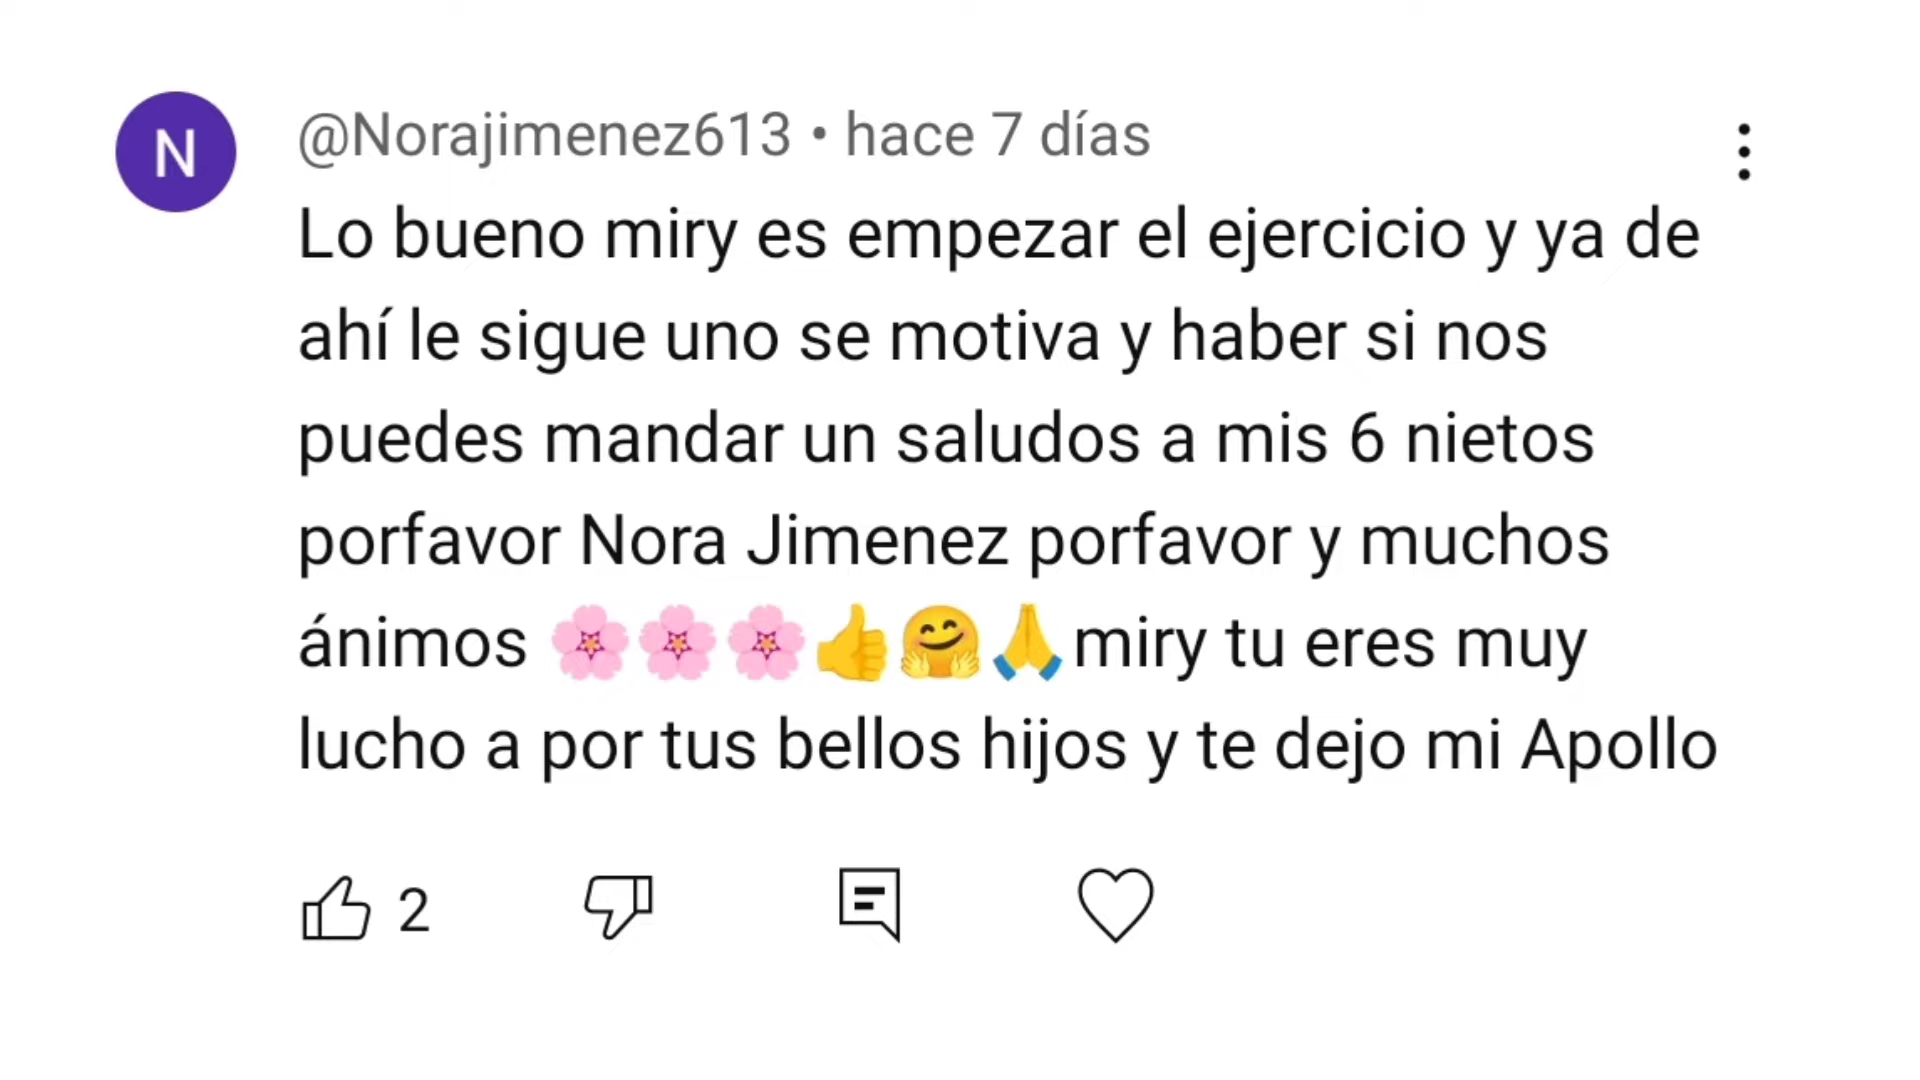 N
@Norajimenez613 • hace 7 días
Lo bueno miry es empezar el ejercicio y ya de
ahí le sigue uno se motiva y haber si nos
puedes mandar un saludos a mis 6 nietos
porfavor Nora Jimenez porfavor y muchos
ánimos 🌸🌸🌸👍🤗🙏miry tu eres muy
lucho a por tus bellos hijos y te dejo mi Apollo
2